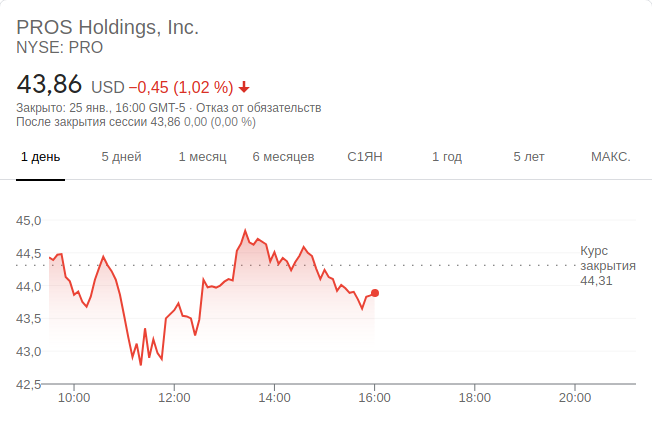 PROS Holdings, Inc.
NYSE: PRO
43,86 USD −0,45 (1,02 %)
Закрыто: 25 янв., 16:00 GMT-5 · Отказ от обязательств
После закрытия сессии 43,86 0,00 (0,00 %)
1 день 5 дней 1 месяц 6 месяцев С1ЯН 1 год 5 лет МАКС.
45,0
44,5
44,0
43,5
43,0
42,5
Курс
закрытия
44,31
10:00 12:00 14:00 16:00 18:00 20:00